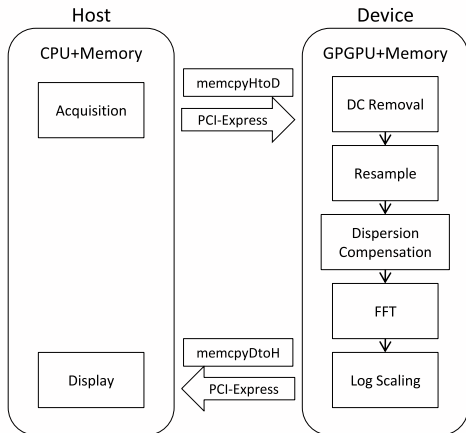 Host
Device
CPU+Memory
GPGPU+Memory
memcpyHtoD
Acquisition
PCI-Express
DC Removal
Resample
Dispersion
Compensation
FFT
memcpyDtoH
Display
PCI-Express
Log Scaling